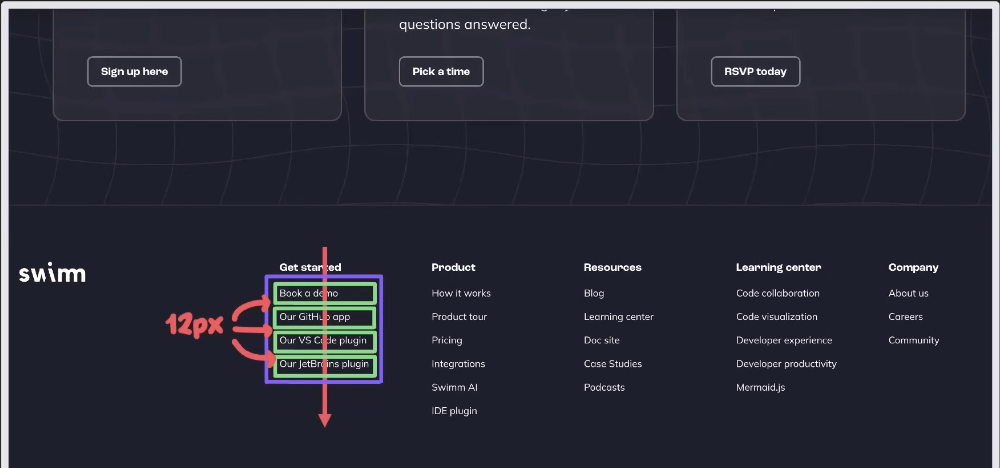 questions answered.
Sign up here
Pick a time
RSVP today
swimm
Get started
Book a demo
Our GitHub app
Our VS Code plugin
Our JetBrains plugin
12px
Product
How it works
Product tour
Pricing
Integrations
Swimm AI
IDE plugin
Resources
Blog
Learning center
Doc site
Case Studies
Podcasts
Learning center
Code collaboration
Code visualization
Developer experience
Developer productivity
Mermaid.js
Company
About us
Careers
Community